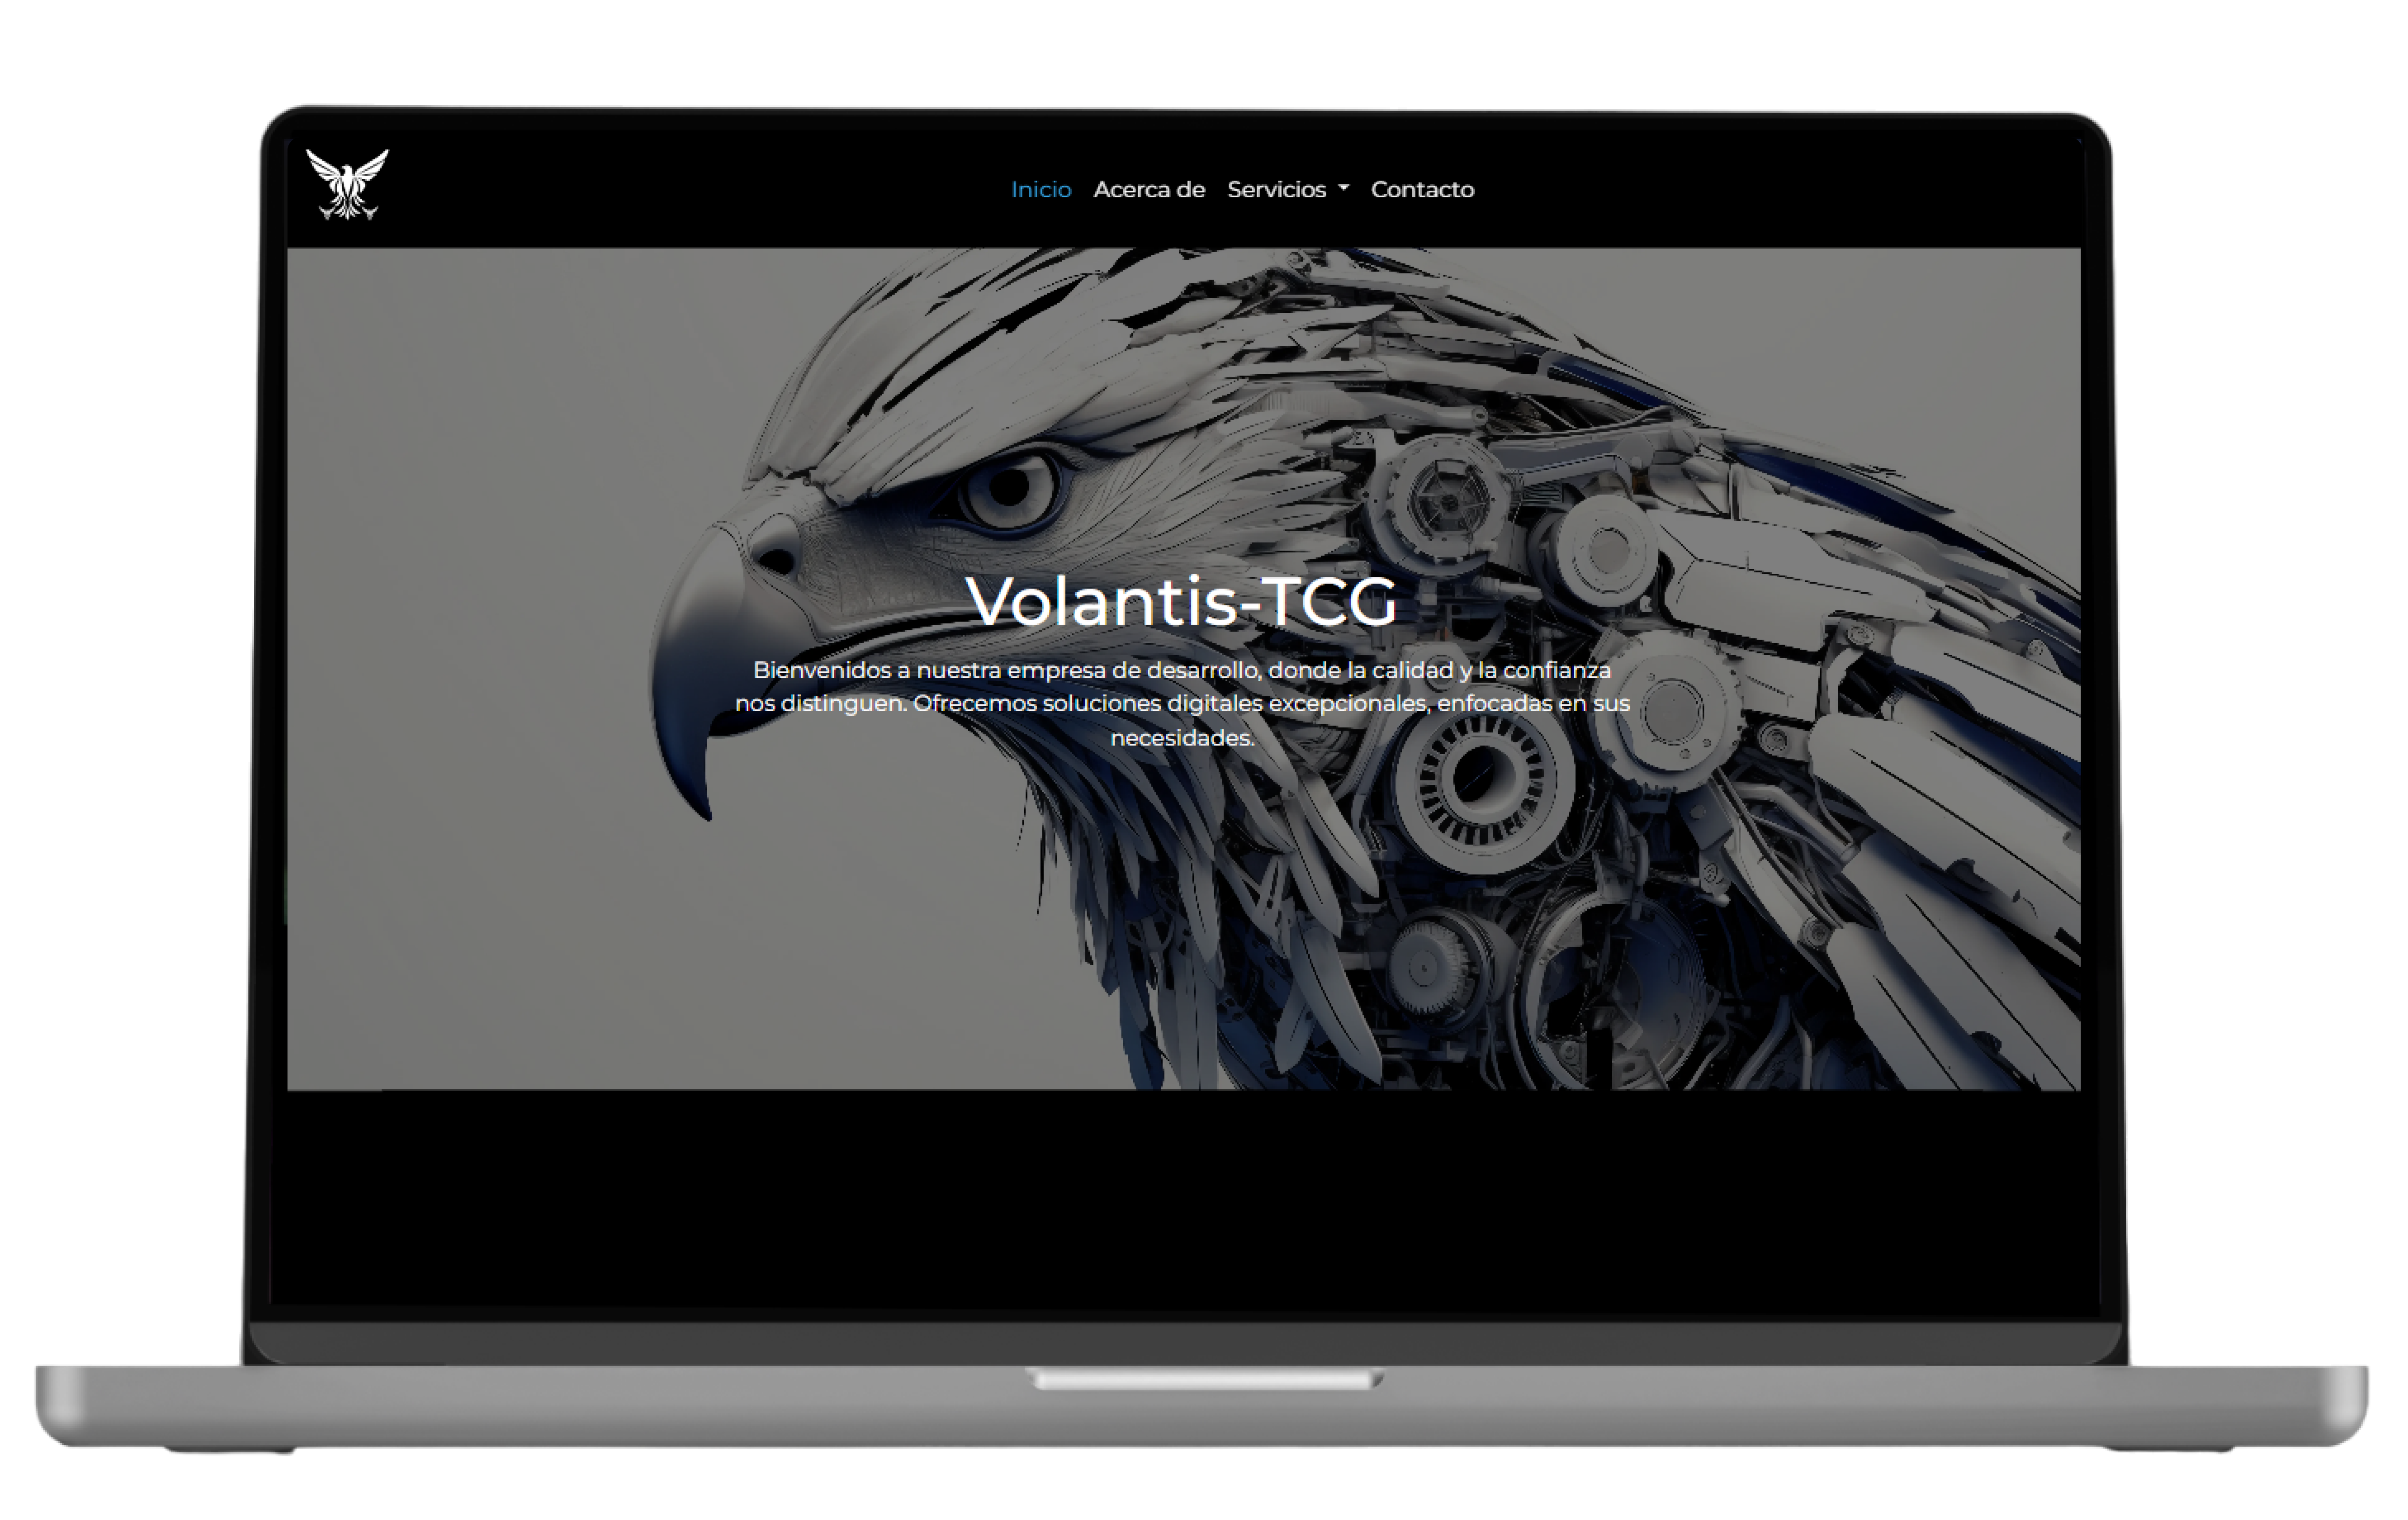 Inicio Acerca de Servicios Contacto
Volantis-TCG
Bienvenidos a nuestra empresa de desarrollo, donde la calidad y la confianza
nos distinguen. Ofrecemos soluciones digitales excepcionales, enfocadas en sus
necesidades.